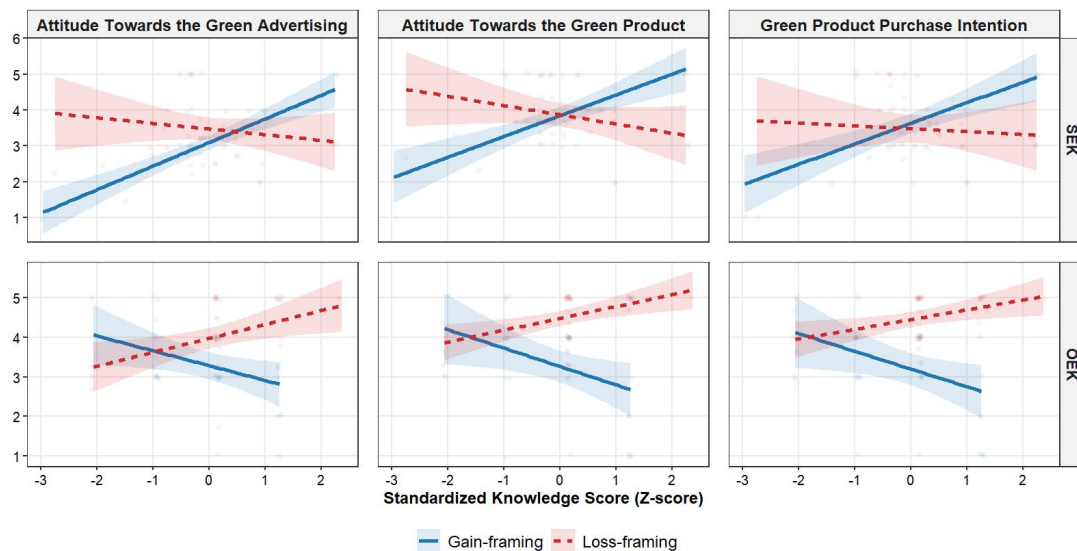 Attitude Towards the Green Advertising
Attitude Towards the Green Product
Green Product Purchase Intention
6
5
4
3
2
1
SEK
5
4
3
2
1
OEK
-3 -2 -1 0 1 2
-3 -2 -1 0 1 2
-3 -2 -1 0 1 2
Standardized Knowledge Score (Z-score)
Gain-framing Loss-framing